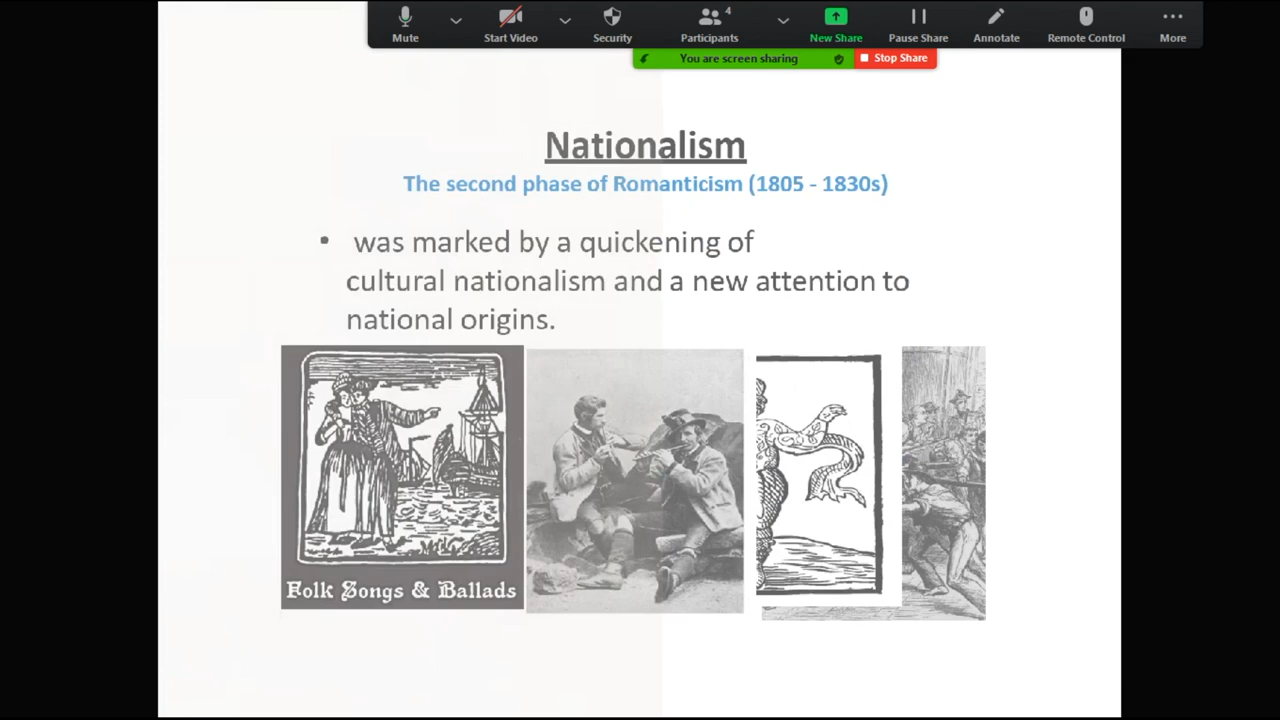 4
Mute
Start Video
Security
Participants
New Share
Pause Share
Annotate
Remote Control
More
You are screen sharing
Stop Share
Nationalism
The second phase of Romanticism (1805 - 1830s)
• was marked by a quickening of
cultural nationalism and a new attention to
national origins.
Folk Songs & Ballads